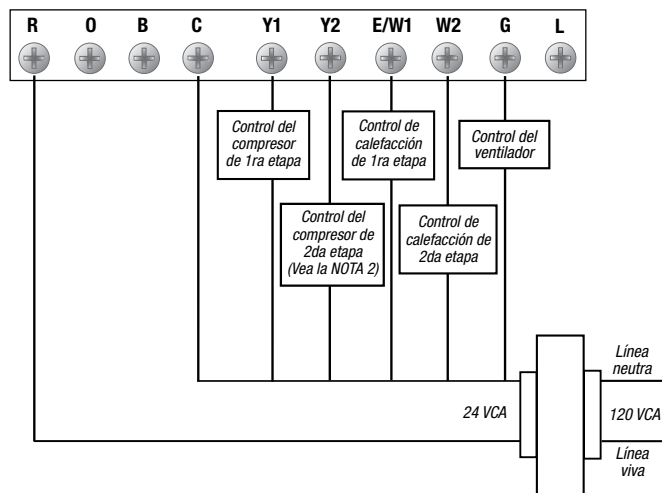 R O B C Y1 Y2 E/W1 W2 G L
Control del
compresor
de 1ra etapa
Control de
calefacción
de 1ra etapa
Control del
ventilador
Control del
compresor de
2da etapa
(Vea la NOTA 2)
Control de
calefacción de
2da etapa
Línea
neutra
24 VCA
120 VCA
Línea
viva